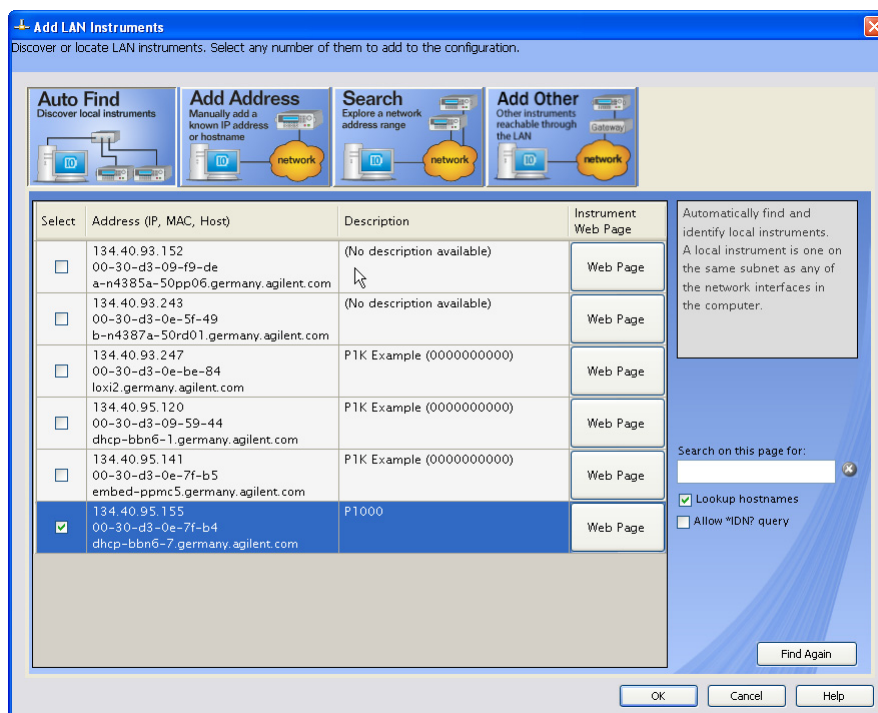 Add LAN Instruments
Discover or locate LAN instruments. Select any number of them to add to the configuration.
Auto Find
Discover local instruments
Add Address
Manually add a
known IP address
or hostname
network
Search
Explore a network
address range
network
Add Other
Other instruments
reachable through
the LAN
Gateway
network
Select
Address (IP, MAC, Host)
Description
Instrument
Web Page
134.40.93.152
00-30-d3-09-f9-de
a-n4385a-50pp06.germany.agilent.com
(No description available)
Web Page
134.40.93.243
00-30-d3-0e-5f-49
b-n4387a-50rd01.germany.agilent.com
(No description available)
Web Page
134.40.93.247
00-30-d3-0e-be-84
loxi2.germany.agilent.com
P1K Example (0000000000)
Web Page
134.40.95.120
00-30-d3-09-59-44
dhcp-bbn6-1.germany.agilent.com
P1K Example (0000000000)
Web Page
134.40.95.141
00-30-d3-0e-7f-b5
embed-ppmc5.germany.agilent.com
P1K Example (0000000000)
Web Page
134.40.95.155
00-30-d3-0e-7f-b4
dhcp-bbn6-7.germany.agilent.com
P1000
Web Page
Automatically find and
identify local instruments.
A local instrument is one on
the same subnet as any of
the network interfaces in
the computer.
Search on this page for:
Lookup hostnames
Allow *IDN? query
Find Again
OK
Cancel
Help